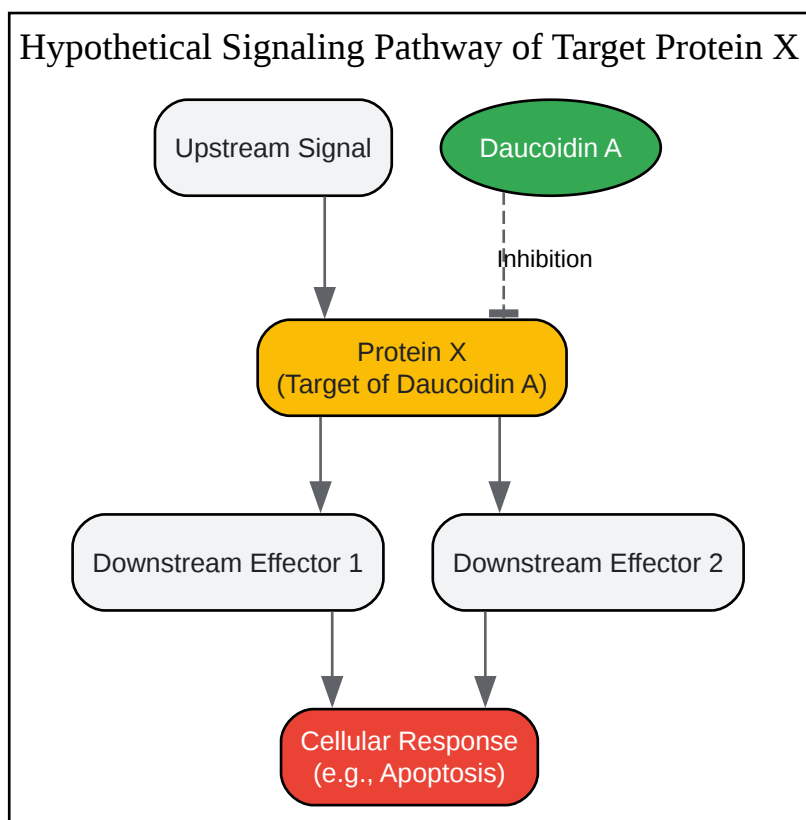 Hypothetical Signaling Pathway of Target Protein X
Upstream Signal
Daucoidin A
Inhibition
Protein X
(Target of Daucoidin A)
Downstream Effector 1
Downstream Effector 2
Cellular Response
(e.g., Apoptosis)